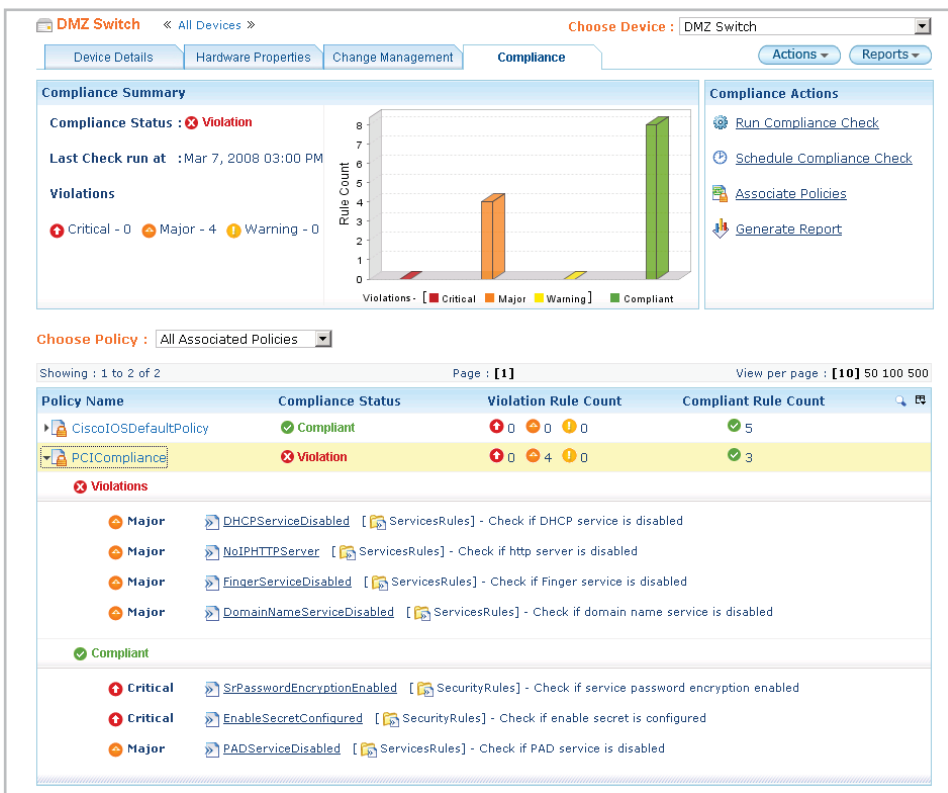 DMZ Switch « All Devices » Choose Device : DMZ Switch
Device Details Hardware Properties Change Management Compliance Actions Reports
Compliance Summary
Compliance Status : Violation
Last Check run at : Mar 7, 2008 03:00 PM
Violations
Critical - 0 Major - 4 Warning - 0
Rule Count
8
7
6
5
4
3
2
1
0
Violations - [ Critical Major Warning ] Compliant
Compliance Actions
Run Compliance Check
Schedule Compliance Check
Associate Policies
Generate Report
Choose Policy : All Associated Policies
Showing : 1 to 2 of 2 Page : [1] View per page : [10] 50 100 500
Policy Name Compliance Status Violation Rule Count Compliant Rule Count
CiscoIOSDefaultPolicy Compliant 0 0 0 5
PCICompliance Violation 0 4 0 3
Violations
Major DHCPServiceDisabled [ ServicesRules] - Check if DHCP service is disabled
Major NoIPHTTPServer [ ServicesRules] - Check if http server is disabled
Major FingerServiceDisabled [ ServicesRules] - Check if Finger service is disabled
Major DomainNameServiceDisabled [ ServicesRules] - Check if domain name service is disabled
Compliant
Critical SrPasswordEncryptionEnabled [ SecurityRules] - Check if service password encryption enabled
Critical EnableSecretConfigured [ SecurityRules] - Check if enable secret is configured
Major PADServiceDisabled [ ServicesRules] - Check if PAD service is disabled